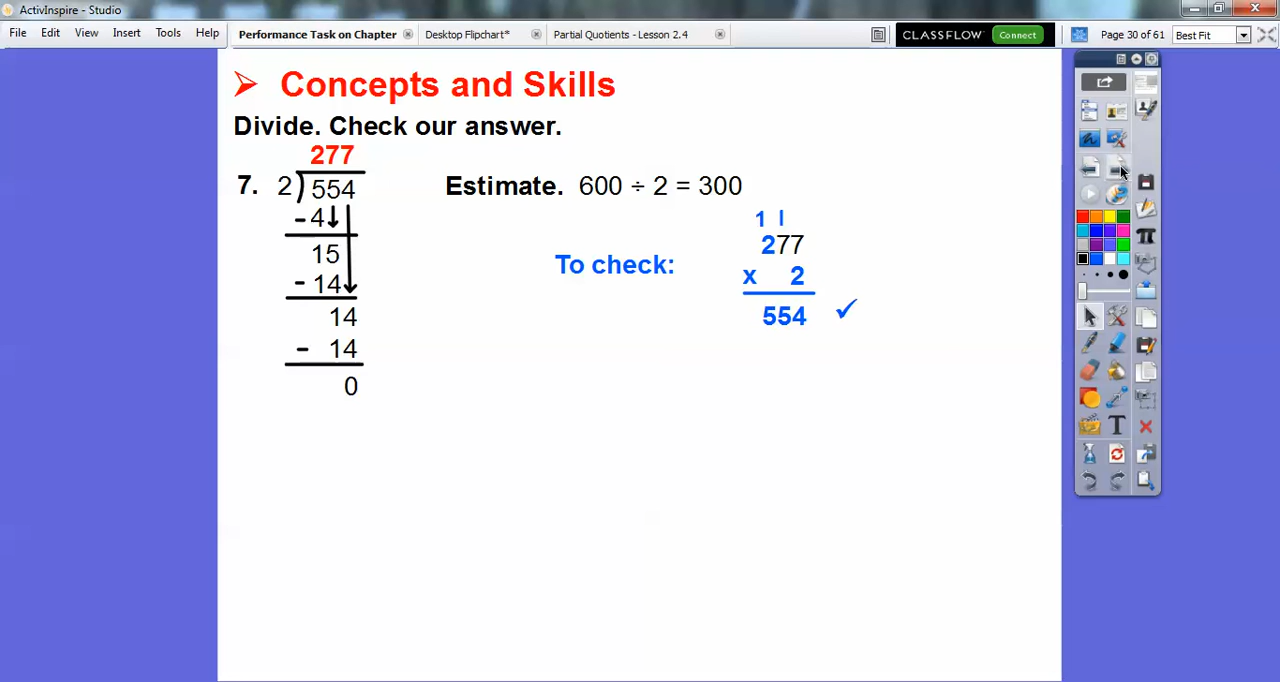 ActivInspire - Studio
File Edit View Insert Tools Help
Performance Task on Chapter
Desktop Flipchart*
Partial Quotients - Lesson 2.4
CLASSFLOW Connect
Page 30 of 61
Best Fit
➢ Concepts and Skills
Divide. Check our answer.
277
7. 2)554
Estimate. 600 ÷ 2 = 300
- 4
15
- 14
14
- 14
0
To check:
1 1
277
x 2
554 ✓